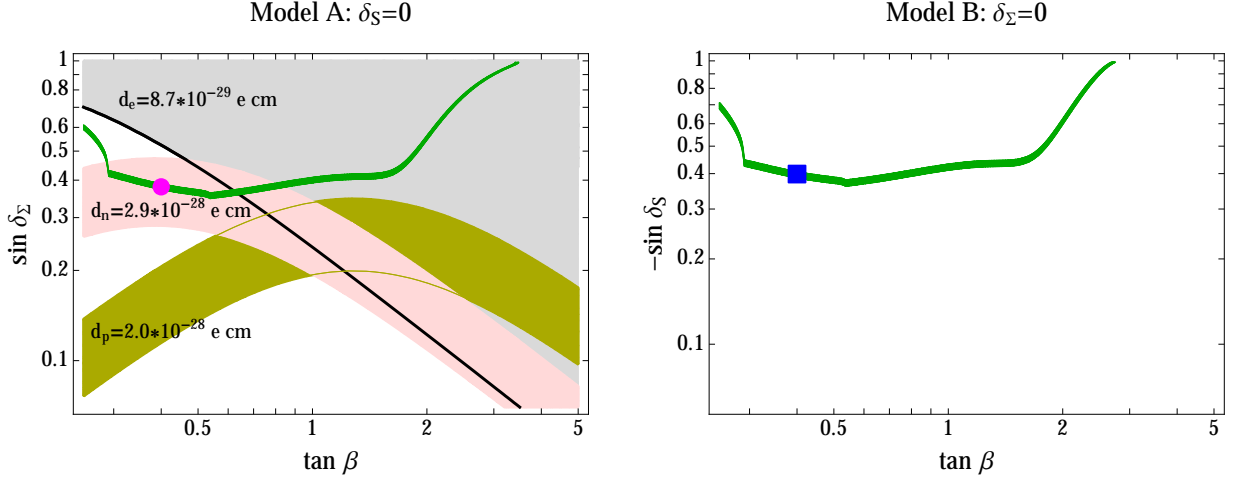 Model A: δS=0
1
0.8
0.6
0.5
0.4
0.3
0.2
0.1
sin δΣ
de=8.7*10−29 e cm
dn=2.9*10−28 e cm
dp=2.0*10−28 e cm
0.5
1
2
5
tan β
Model B: δΣ=0
1
0.8
0.6
0.5
0.4
0.3
0.2
0.1
−sin δS
0.5
1
2
5
tan β